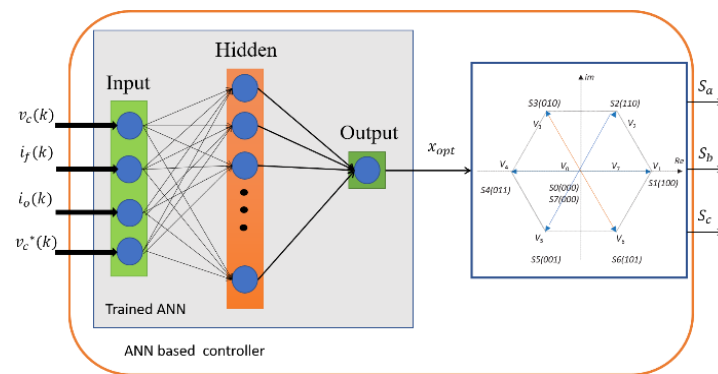 Hidden
Input
Output
v_c(k)
i_f(k)
i_o(k)
v_c*(k)
x_opt
Trained ANN
ANN based controller
Im
S3(010)
S2(110)
V3
V2
V4
V0
V7
V1
Re
S4(011)
S0(000)
S7(000)
S1(100)
V5
V6
S5(001)
S6(101)
S_a
S_b
S_c